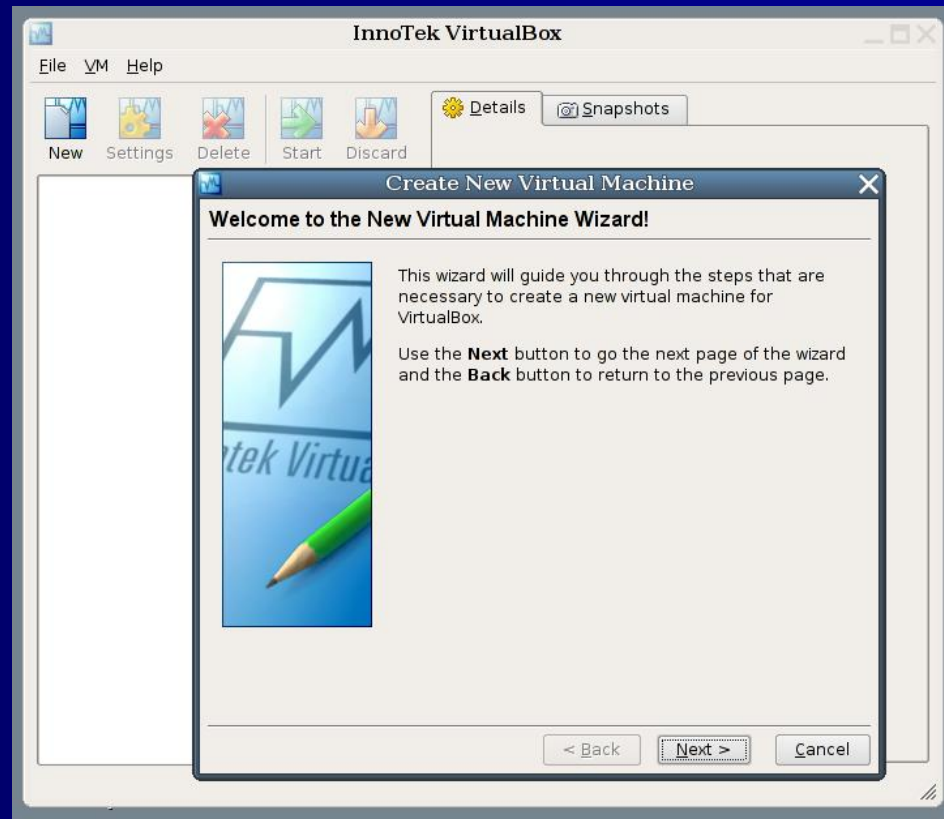 InnoTek VirtualBox
File VM Help
New Settings Delete Start Discard
Details Snapshots
Create New Virtual Machine
Welcome to the New Virtual Machine Wizard!
This wizard will guide you through the steps that are
necessary to create a new virtual machine for
VirtualBox.
Use the Next button to go the next page of the wizard
and the Back button to return to the previous page.
tek Virtua
< Back Next > Cancel